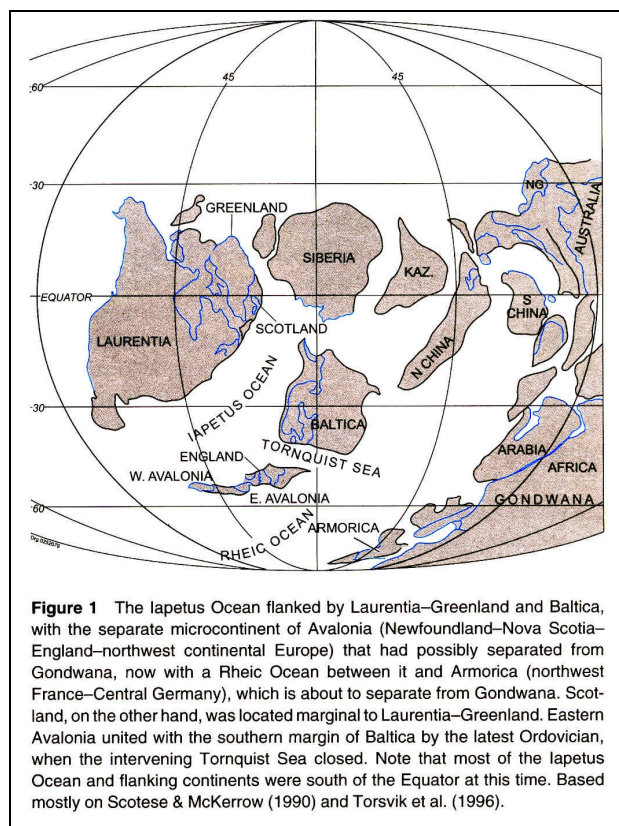 45
45
60
60
30
30
NG
AUSTRALIA
GREENLAND
SIBERIA
KAZ.
EQUATOR
S
CHINA
SCOTLAND
LAURENTIA
N CHINA
IAPETUS OCEAN
30
30
BALTICA
TORNQUIST SEA
ENGLAND
ARABIA
W. AVALONIA
AFRICA
E. AVALONIA
GONDWANA
60
60
ARMORICA
RHEIC OCEAN
Figure 1 The Iapetus Ocean flanked by Laurentia–Greenland and Baltica,
with the separate microcontinent of Avalonia (Newfoundland–Nova Scotia–
England–northwest continental Europe) that had possibly separated from
Gondwana, now with a Rheic Ocean between it and Armorica (northwest
France–Central Germany), which is about to separate from Gondwana. Scot-
land, on the other hand, was located marginal to Laurentia–Greenland. Eastern
Avalonia united with the southern margin of Baltica by the latest Ordovician,
when the intervening Tornquist Sea closed. Note that most of the Iapetus
Ocean and flanking continents were south of the Equator at this time. Based
mostly on Scotese & McKerrow (1990) and Torsvik et al. (1996).